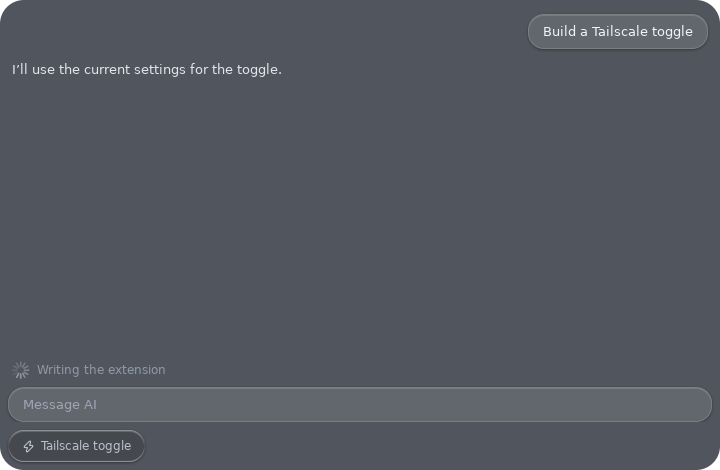 Build a Tailscale toggle
I’ll use the current settings for the toggle.
Writing the extension
Message AI
Tailscale toggle